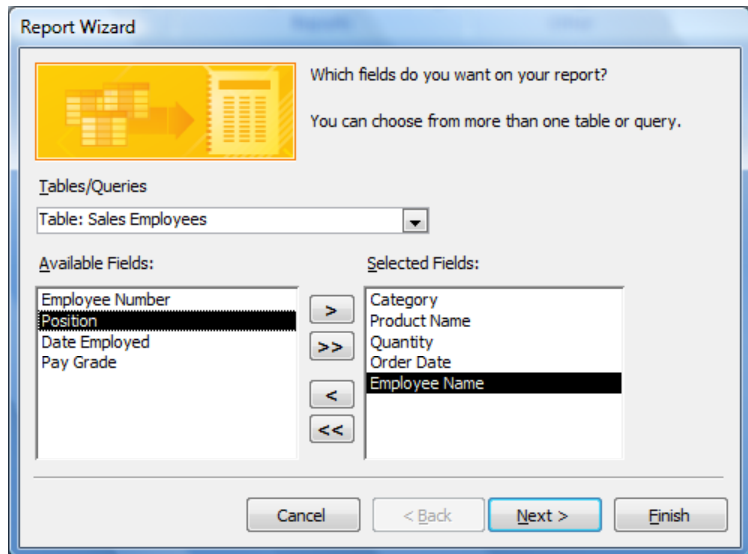 Report Wizard
Which fields do you want on your report?
You can choose from more than one table or query.
Tables/Queries
Table: Sales Employees
Available Fields:
Selected Fields:
Employee Number
Position
Date Employed
Pay Grade
>
>>
<
<<
Category
Product Name
Quantity
Order Date
Employee Name
Cancel
< Back
Next >
Finish